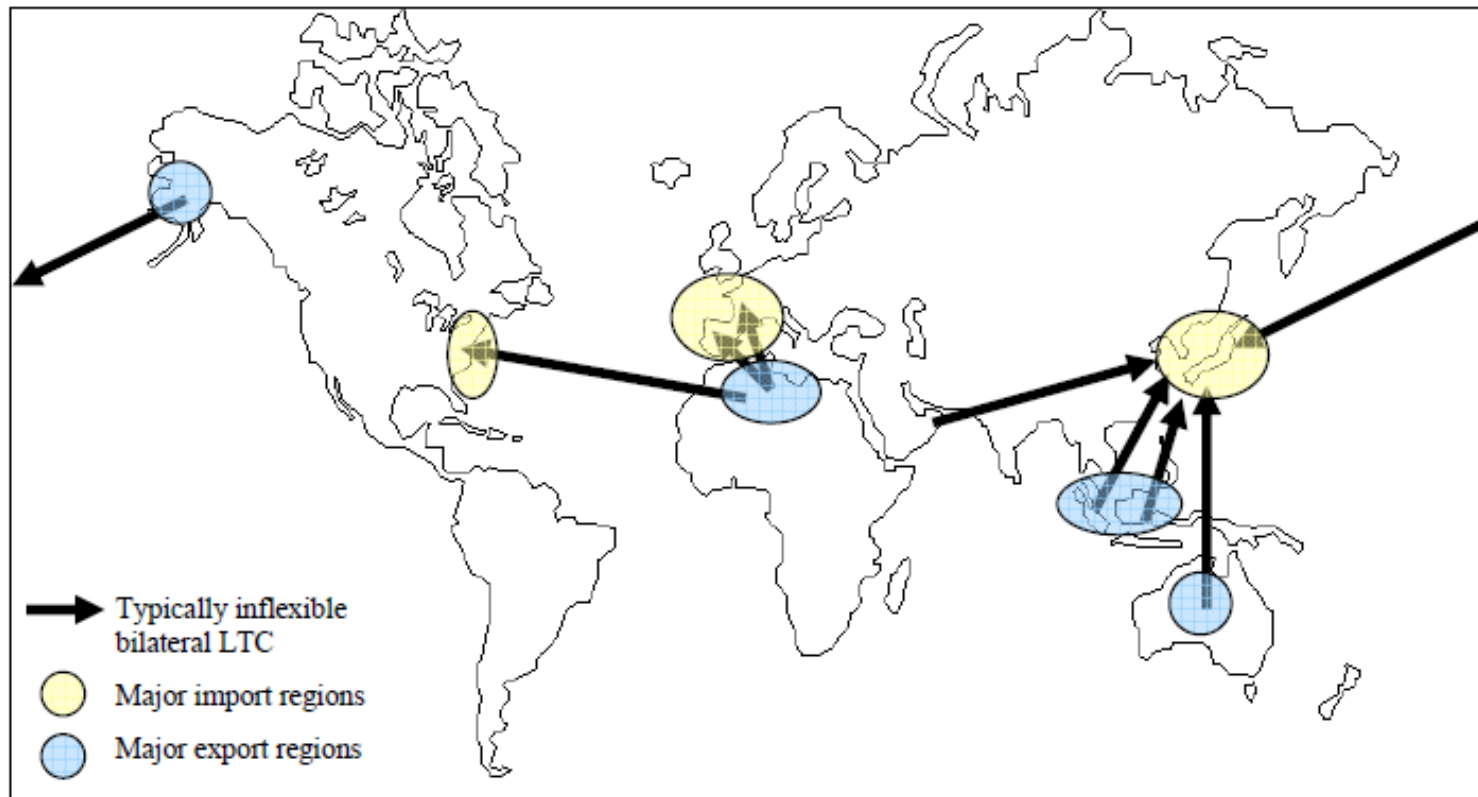 Typically inflexible
bilateral LTC
Major import regions
Major export regions